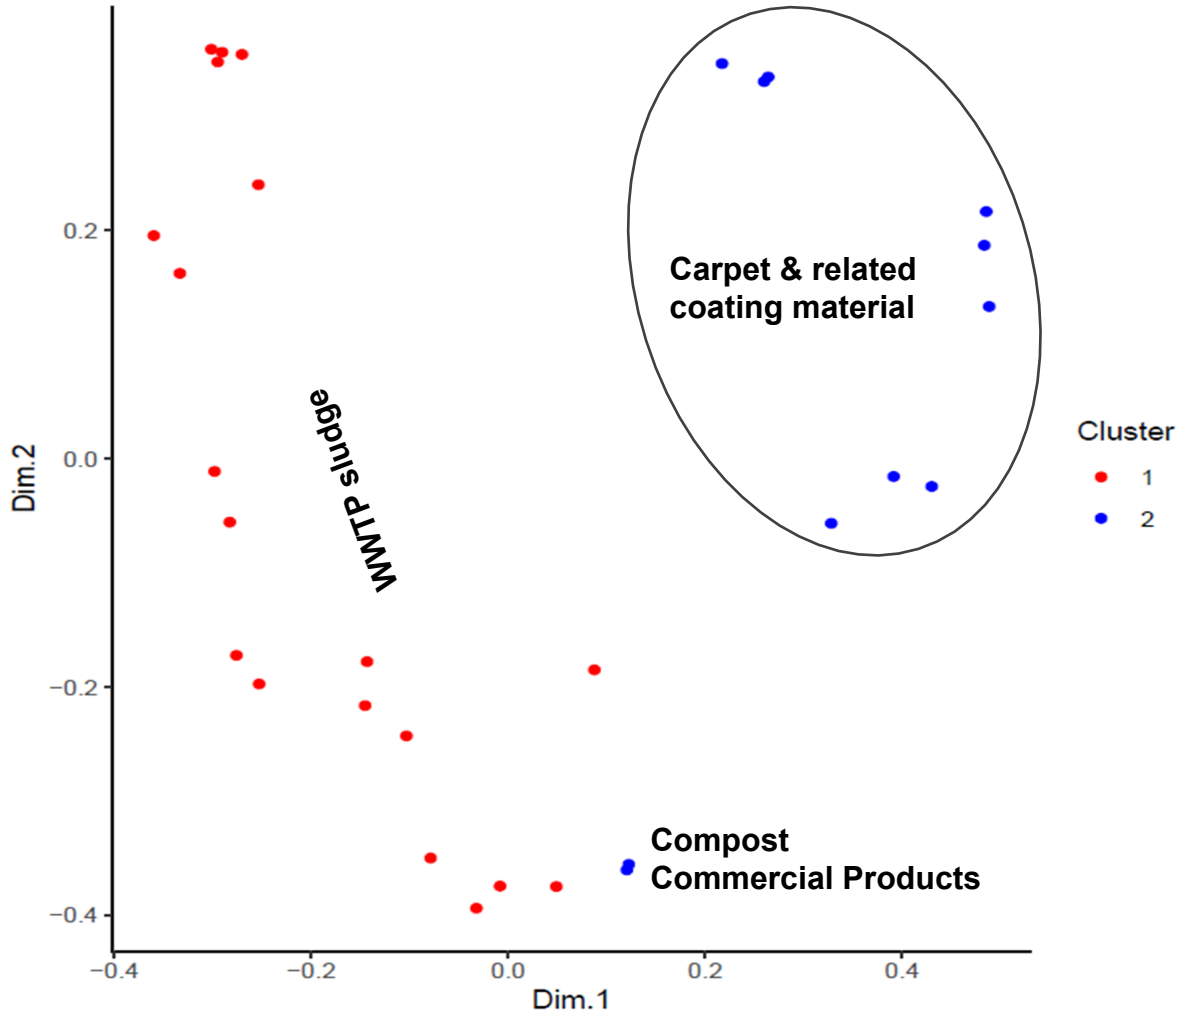 0.2
0.0
−0.2
−0.4
Dim.2
Carpet & related
coating material
WWTP sludge
Cluster
1
2
Compost
Commercial Products
−0.4
−0.2
0.0
0.2
0.4
Dim.1